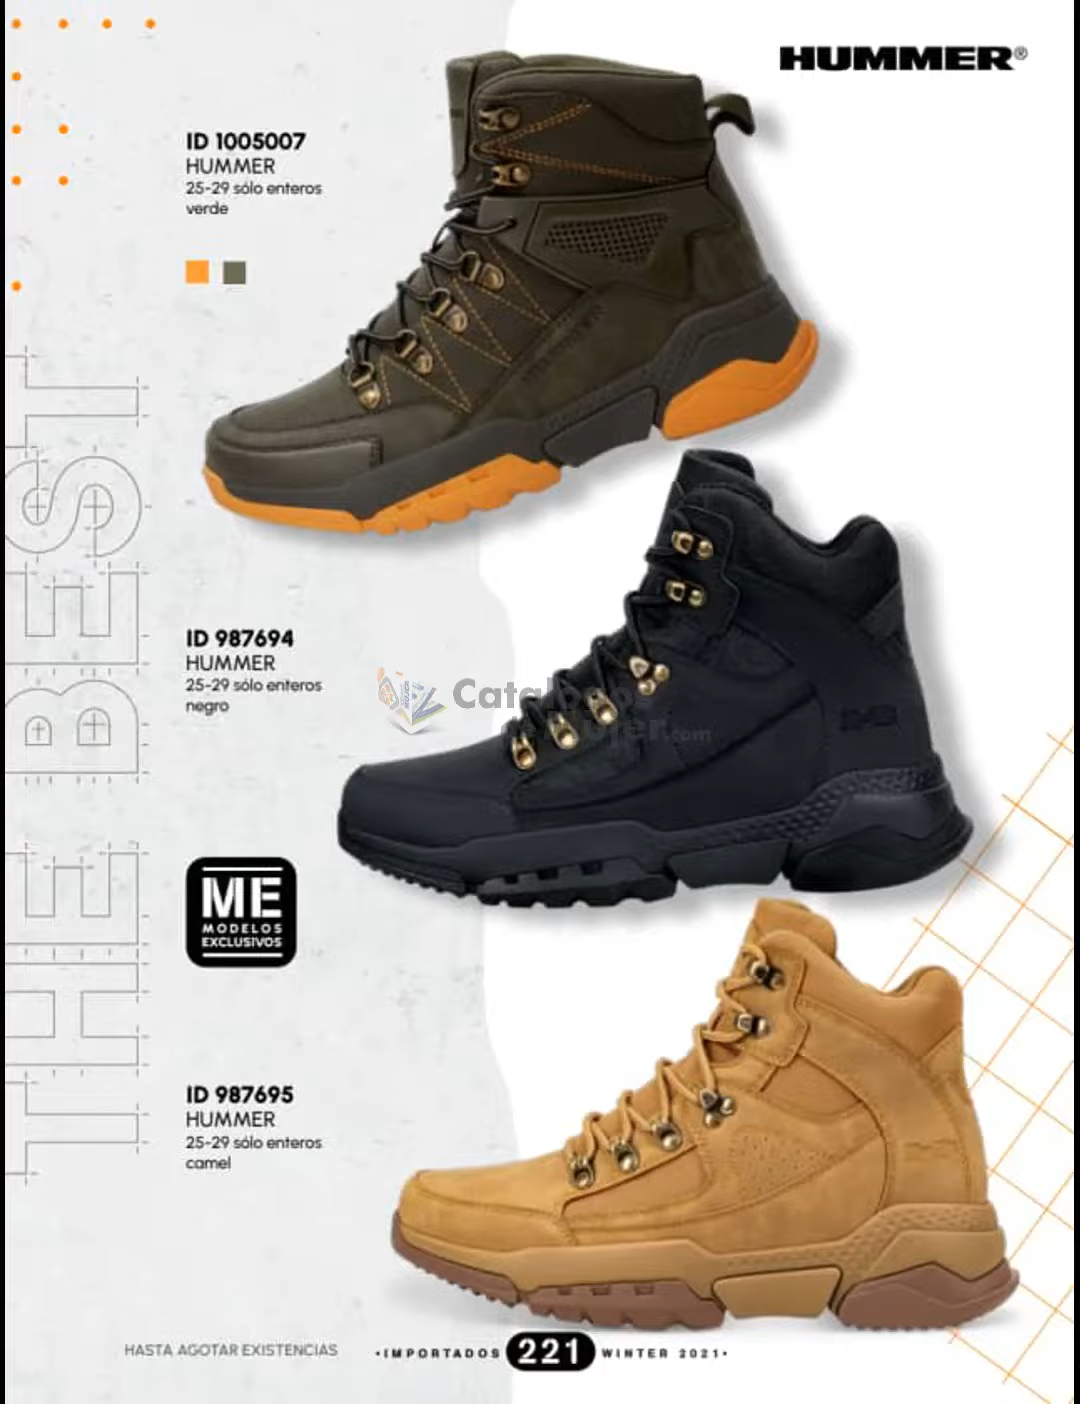 HUMMER®
ID 1005007
HUMMER
25-29 sólo enteros
verde
ID 987694
HUMMER
25-29 sólo enteros
negro
ME
MODELOS
EXCLUSIVOS
ID 987695
HUMMER
25-29 sólo enteros
camel
THE BEST
HASTA AGOTAR EXISTENCIAS
•IMPORTADOS 221 WINTER 2021•